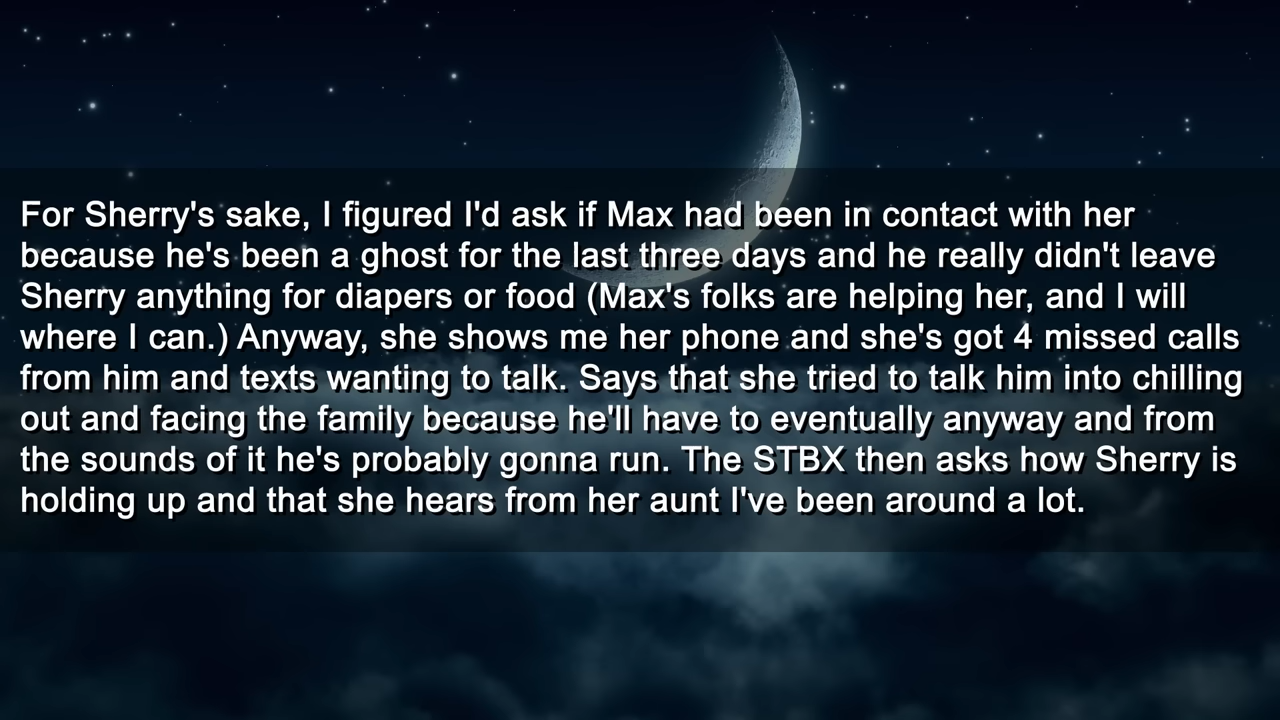 For Sherry's sake, I figured I'd ask if Max had been in contact with her
because he's been a ghost for the last three days and he really didn't leave
Sherry anything for diapers or food (Max's folks are helping her, and I will
where I can.) Anyway, she shows me her phone and she's got 4 missed calls
from him and texts wanting to talk. Says that she tried to talk him into chilling
out and facing the family because he'll have to eventually anyway and from
the sounds of it he's probably gonna run. The STBX then asks how Sherry is
holding up and that she hears from her aunt I've been around a lot.